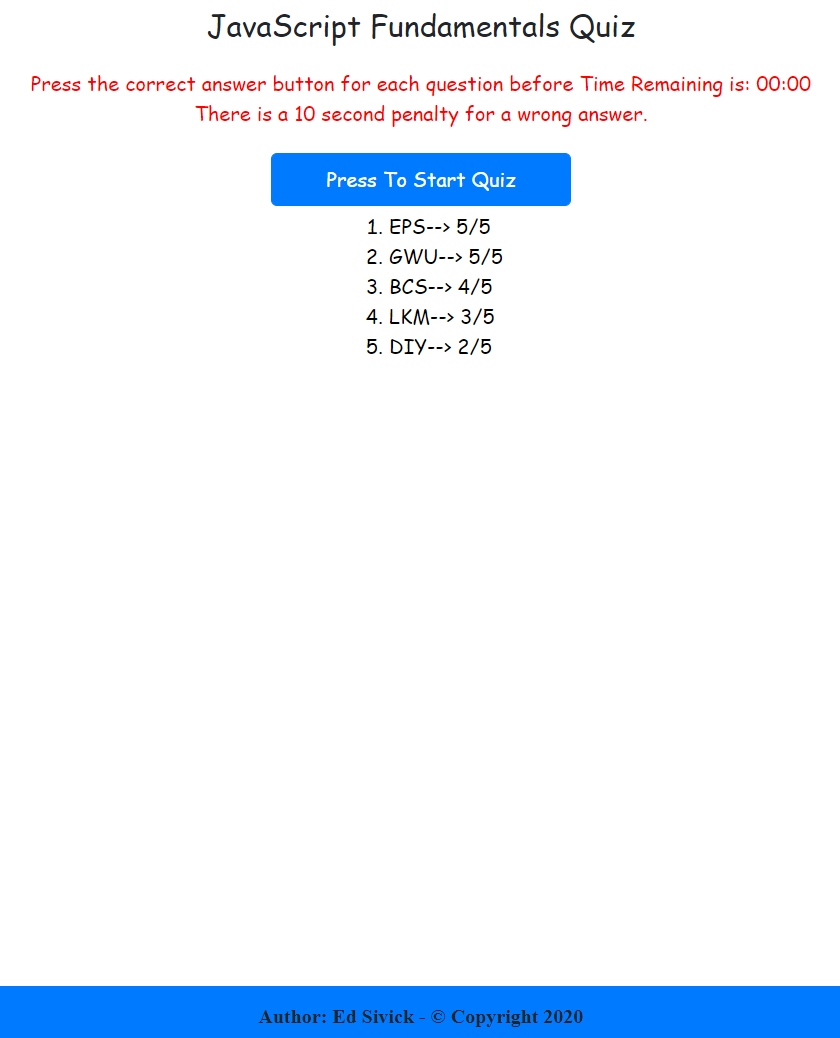 JavaScript Fundamentals Quiz
Press the correct answer button for each question before Time Remaining is: 00:00
There is a 10 second penalty for a wrong answer.
Press To Start Quiz
1. EPS--> 5/5
2. GWU--> 5/5
3. BCS--> 4/5
4. LKM--> 3/5
5. DIY--> 2/5
Author: Ed Sivick - © Copyright 2020